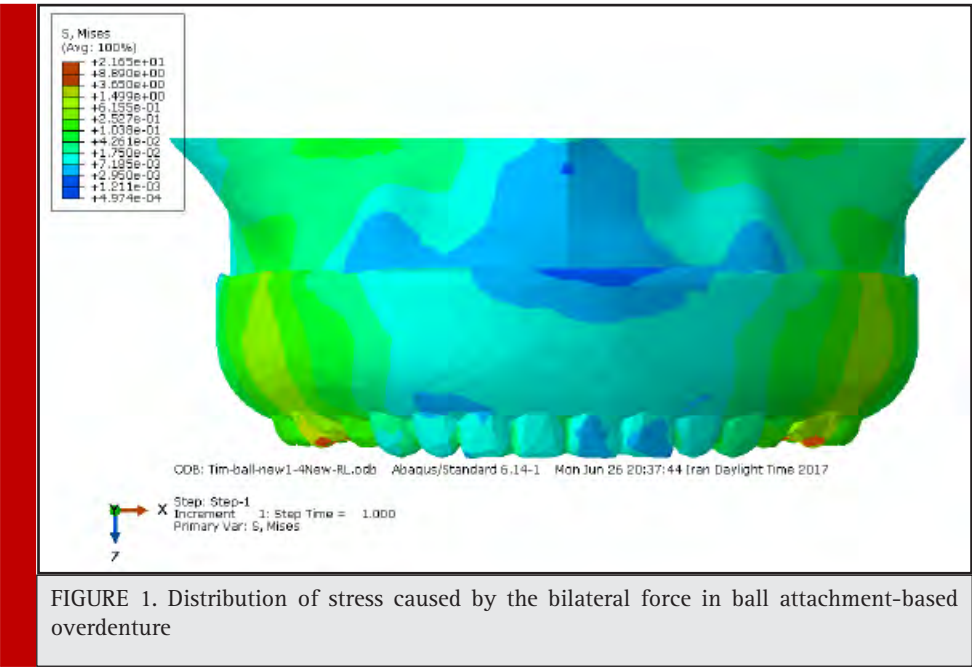 S, Mises
(Avg: 100%)
+2.165e+01
+8.890e+00
+3.650e+00
+1.499e+00
+6.155e-01
+2.527e-01
+1.038e-01
+4.261e-02
+1.750e-02
+7.185e-03
+2.950e-03
+1.211e-03
+4.974e-04
ODB: Tim-ball-new1-4New-RL.odb Abaqus/Standard 6.14-1 Mon Jun 26 20:37:44 Iran Daylight Time 2017
Y X Step: Step-1
Increment 1: Step Time = 1.000
Primary Var: S, Mises
Z
FIGURE 1. Distribution of stress caused by the bilateral force in ball attachment-based
overdenture